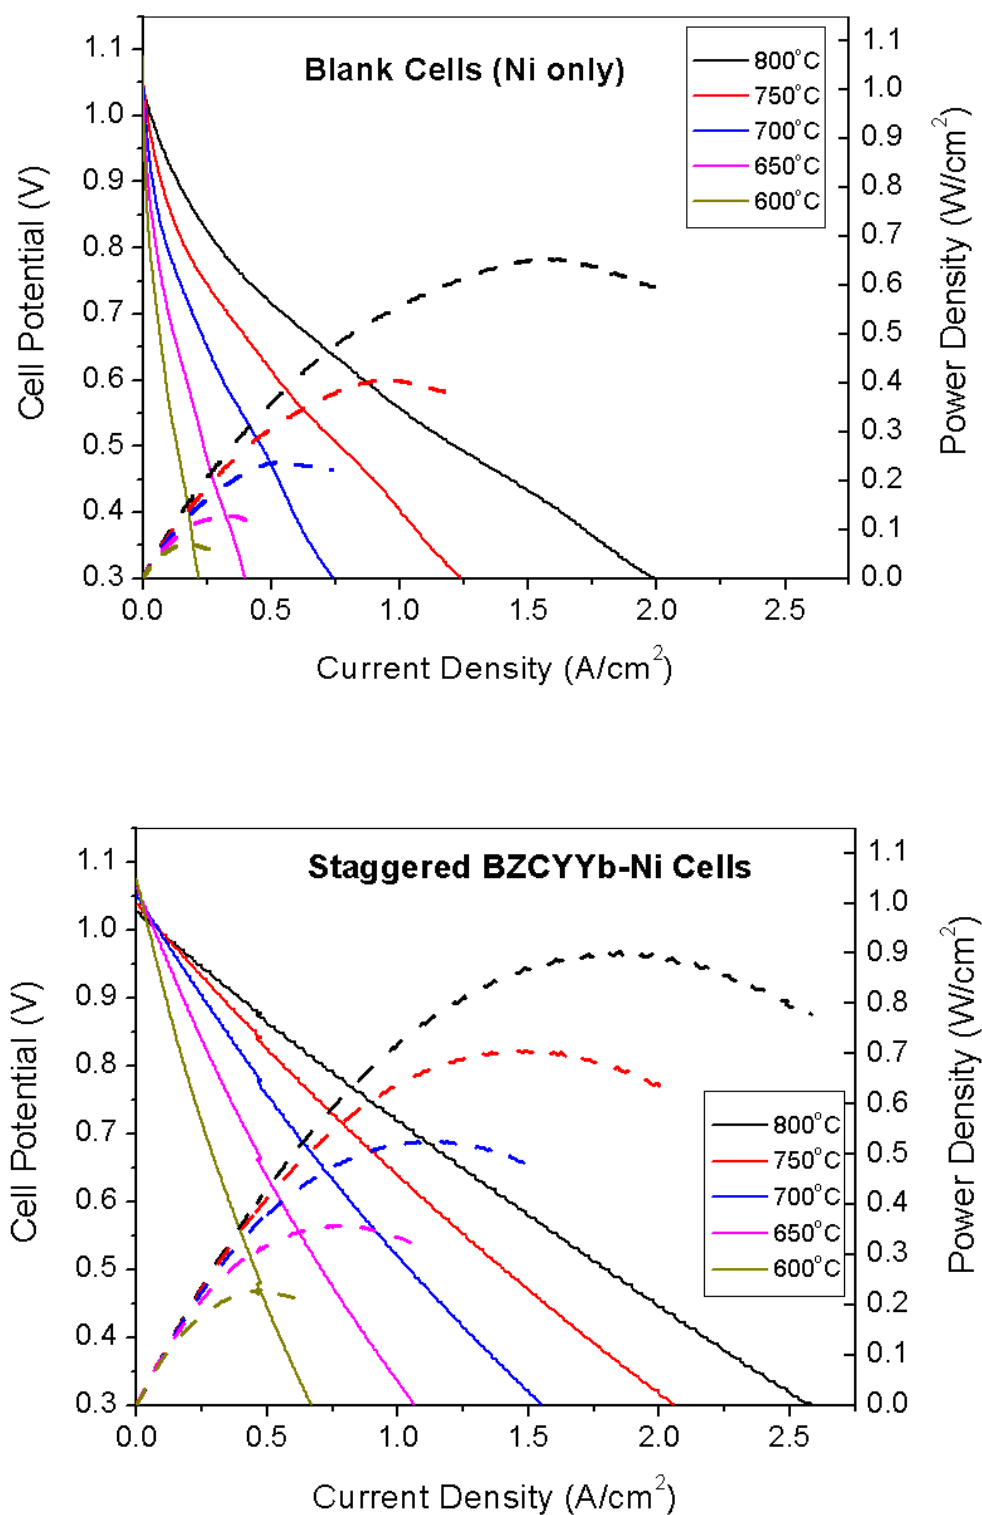 Blank Cells (Ni only)
800°C
750°C
700°C
650°C
600°C
Cell Potential (V)
1.1
1.0
0.9
0.8
0.7
0.6
0.5
0.4
0.3
Power Density (W/cm²)
1.1
1.0
0.9
0.8
0.7
0.6
0.5
0.4
0.3
0.2
0.1
0.0
0.0 0.5 1.0 1.5 2.0 2.5
Current Density (A/cm²)
Staggered BZCYYb-Ni Cells
Cell Potential (V)
1.1
1.0
0.9
0.8
0.7
0.6
0.5
0.4
0.3
Power Density (W/cm²)
1.1
1.0
0.9
0.8
0.7
0.6
0.5
0.4
0.3
0.2
0.1
0.0
800°C
750°C
700°C
650°C
600°C
0.0 0.5 1.0 1.5 2.0 2.5
Current Density (A/cm²)